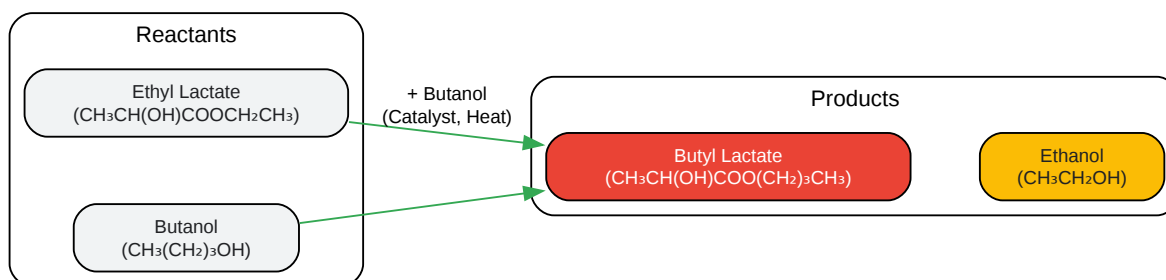 Reactants
Ethyl Lactate
(CH₃CH(OH)COOCH₂CH₃)
Butanol
(CH₃(CH₂)₃OH)
+ Butanol
(Catalyst, Heat)
Products
Butyl Lactate
(CH₃CH(OH)COO(CH₂)₃CH₃)
Ethanol
(CH₃CH₂OH)